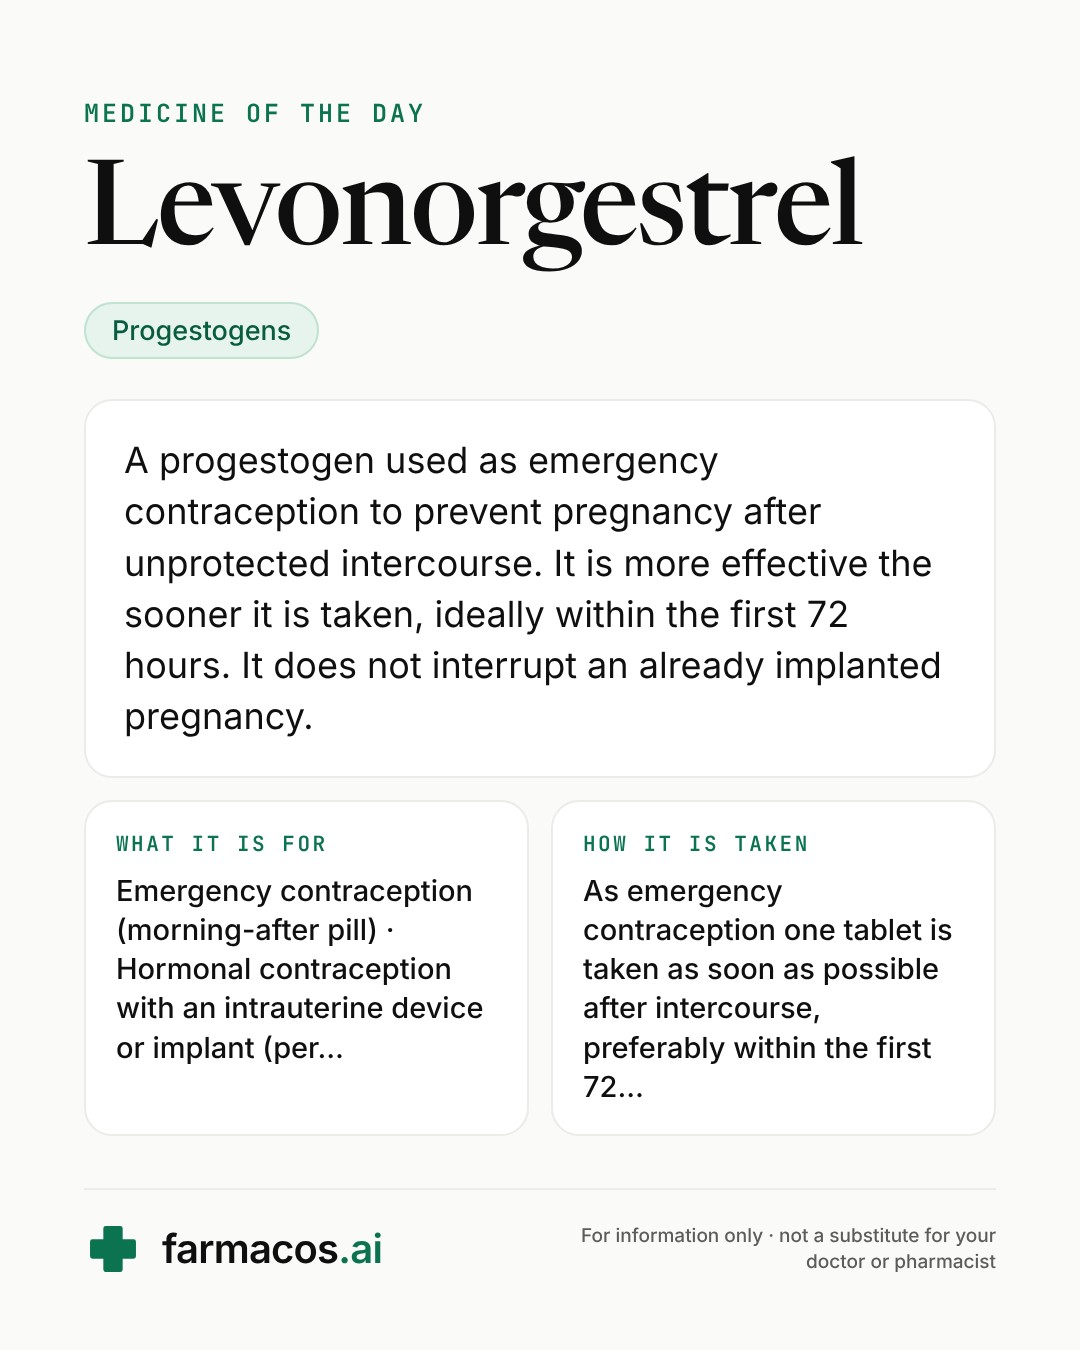 MEDICINE OF THE DAY
Levonorgestrel
Progestogens
A progestogen used as emergency
contraception to prevent pregnancy after
unprotected intercourse. It is more effective the
sooner it is taken, ideally within the first 72
hours. It does not interrupt an already implanted
pregnancy.
WHAT IT IS FOR
Emergency contraception
(morning-after pill) ·
Hormonal contraception
with an intrauterine device
or implant (per...
HOW IT IS TAKEN
As emergency
contraception one tablet is
taken as soon as possible
after intercourse,
preferably within the first
72...
farmacos.ai
For information only · not a substitute for your
doctor or pharmacist